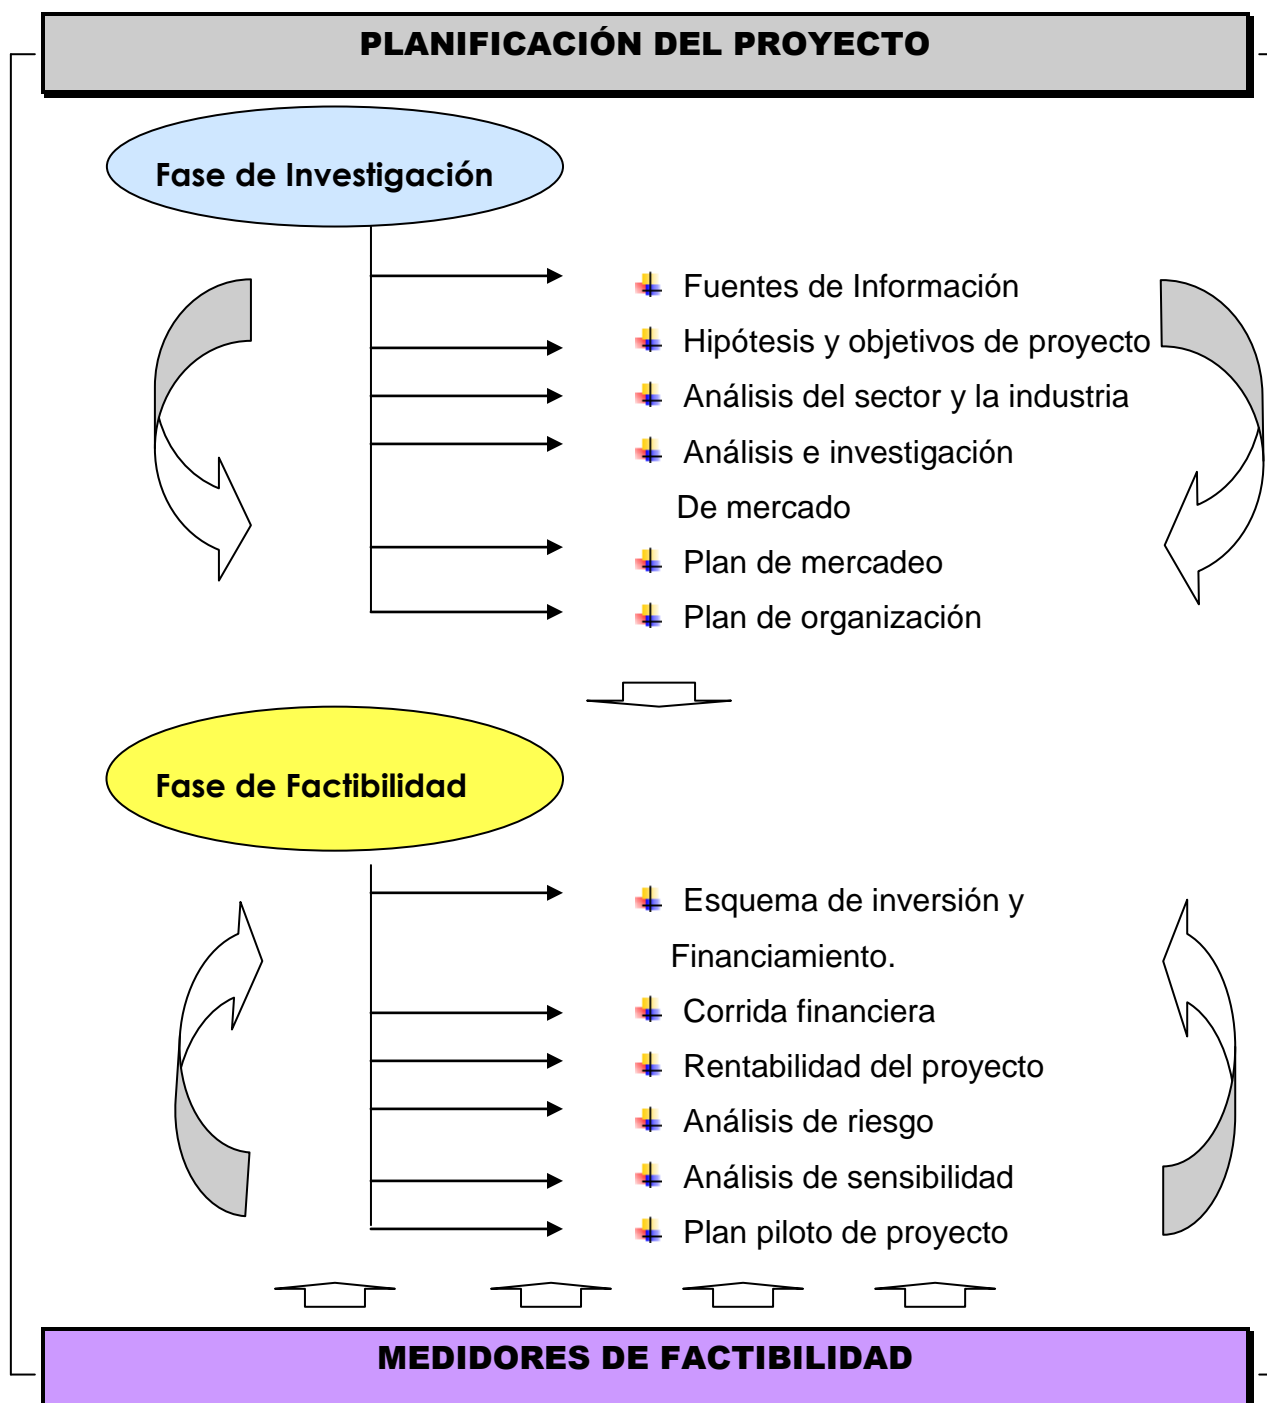 PLANIFICACIÓN DEL PROYECTO
Fase de Investigación
Fuentes de Información
Hipótesis y objetivos de proyecto
Análisis del sector y la industria
Análisis e investigación
De mercado
Plan de mercadeo
Plan de organización
Fase de Factibilidad
Esquema de inversión y
Financiamiento.
Corrida financiera
Rentabilidad del proyecto
Análisis de riesgo
Análisis de sensibilidad
Plan piloto de proyecto
MEDIDORES DE FACTIBILIDAD